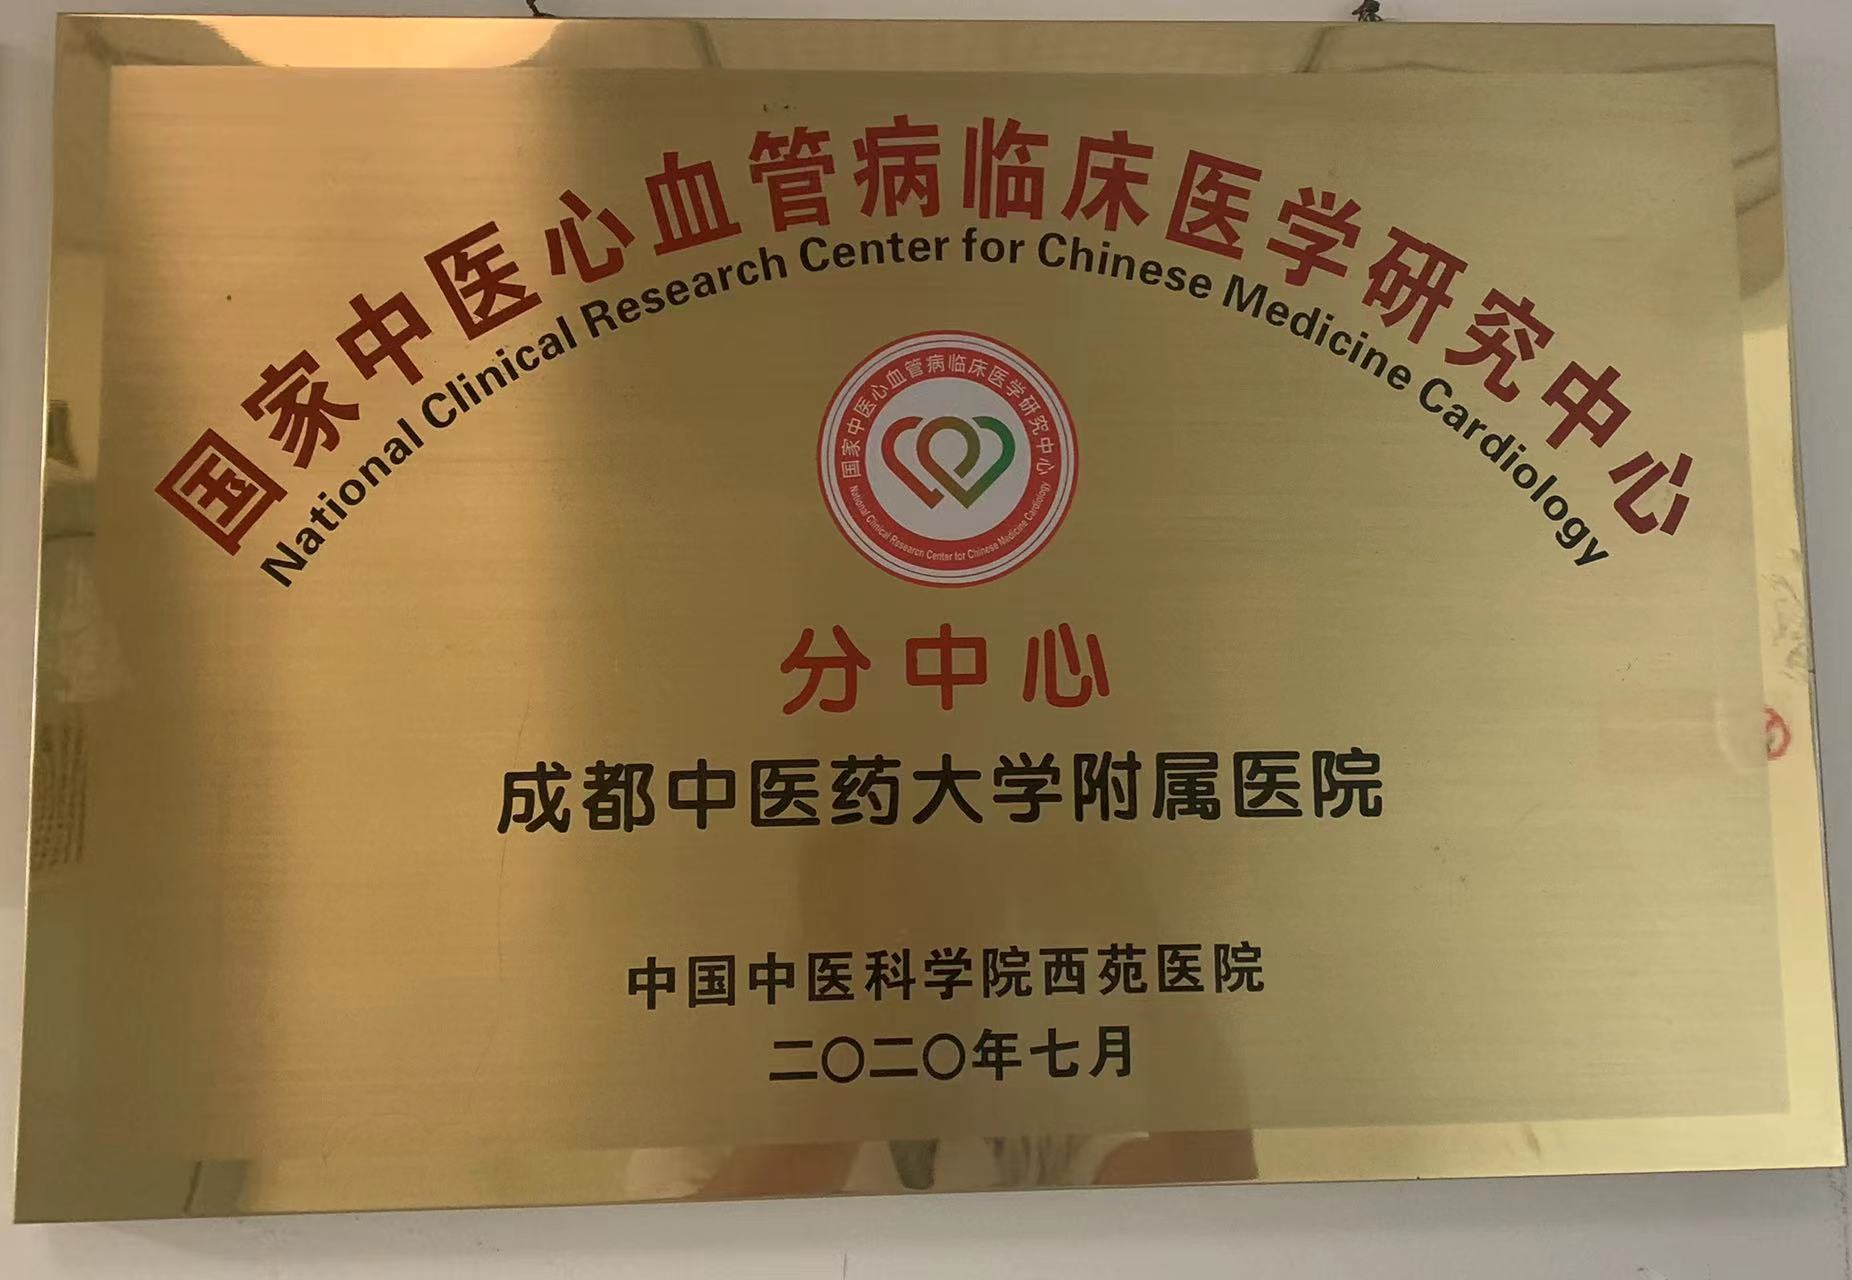 国家中医心血管病临床医学研究中心
National Clinical Research Center for Chinese Medicine Cardiology
国家中医心血管病临床医学研究中心
National Clinical Research Center for Chinese Medicine Cardiology
分中心
成都中医药大学附属医院
中国中医科学院西苑医院
二〇二〇年七月